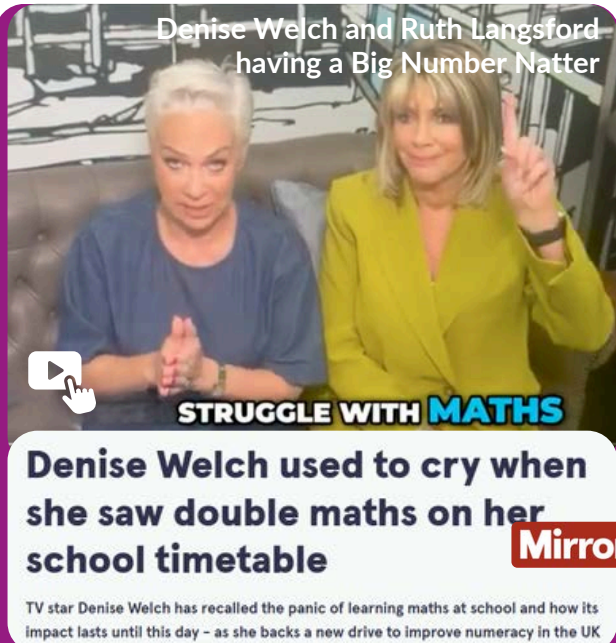 Denise Welch and Ruth Langsford
having a Big Number Natter
STRUGGLE WITH MATHS
Denise Welch used to cry when
she saw double maths on her
school timetable
Mirro
TV star Denise Welch has recalled the panic of learning maths at school and how its
impact lasts until this day - as she backs a new drive to improve numeracy in the UK